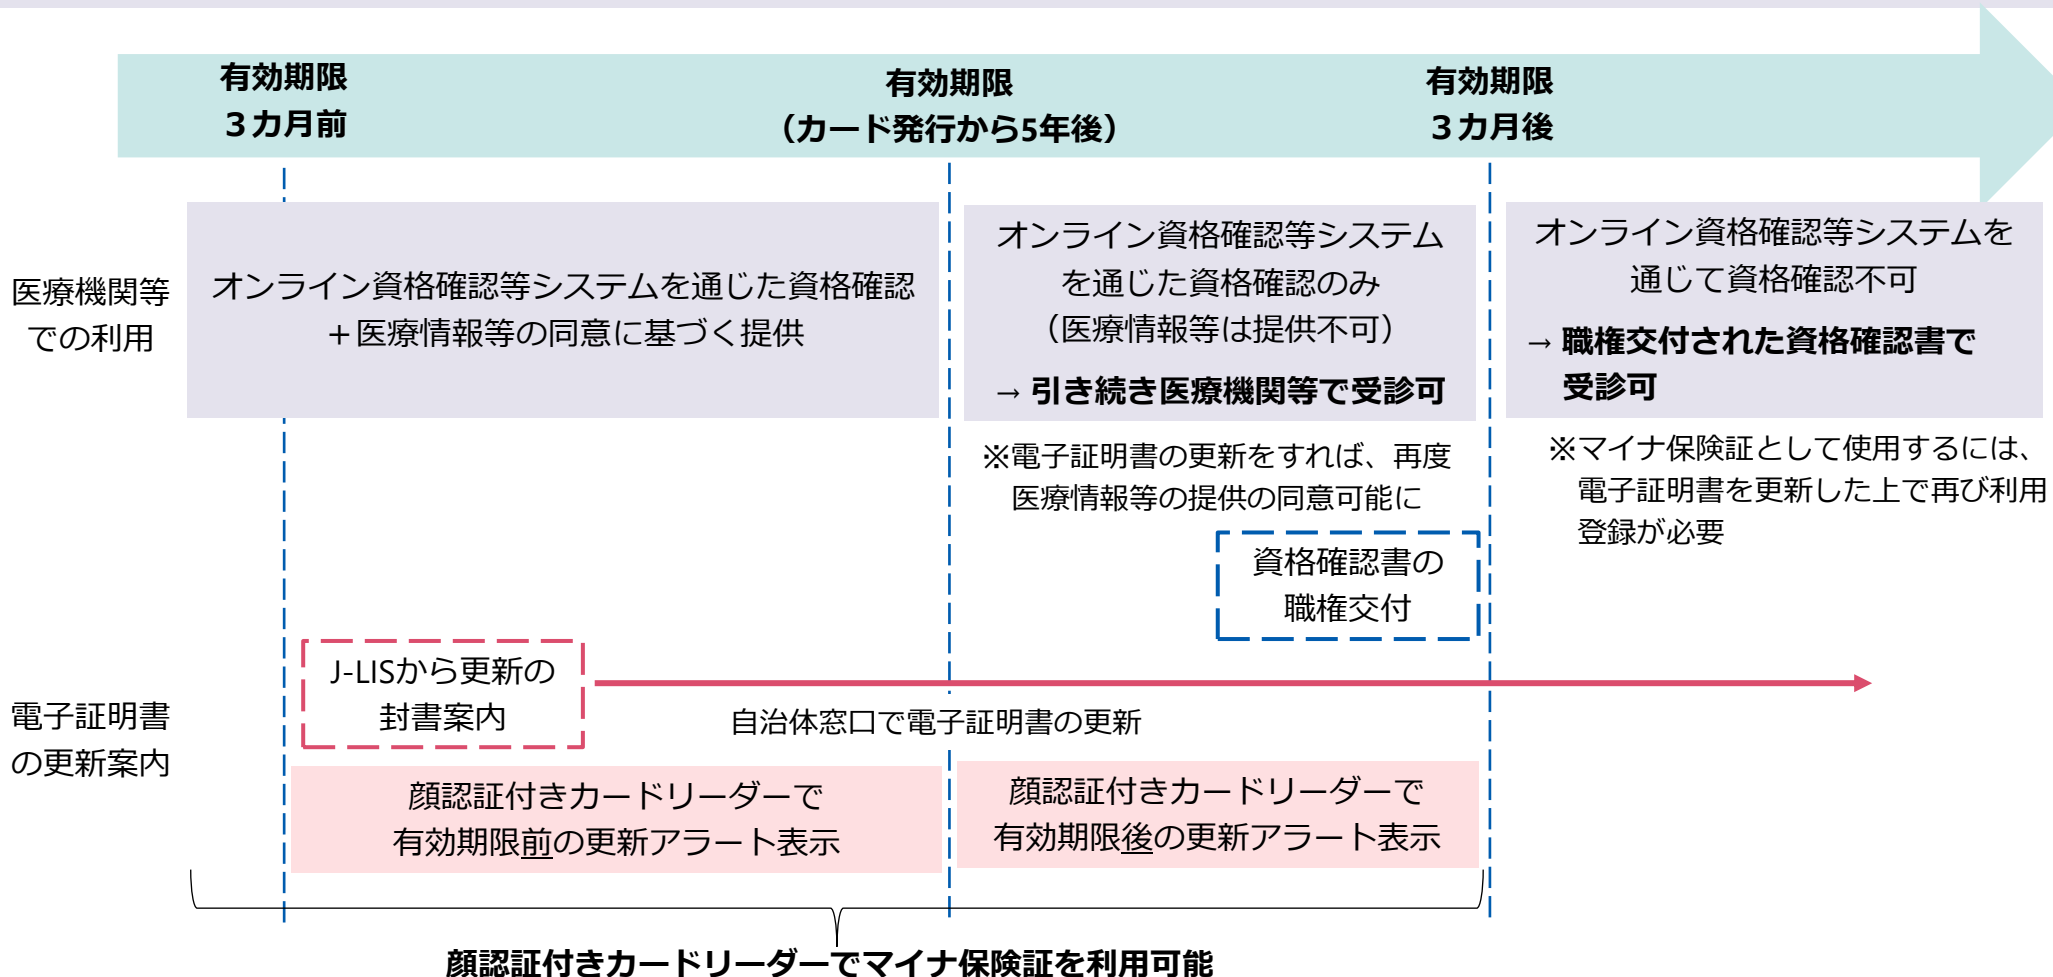 有効期限
３カ月前
有効期限
（カード発行から5年後）
有効期限
３カ月後
医療機関等
での利用
オンライン資格確認等システムを通じた資格確認
＋医療情報等の同意に基づく提供
オンライン資格確認等システム
を通じた資格確認のみ
（医療情報等は提供不可）
→ 引き続き医療機関等で受診可
※電子証明書の更新をすれば、再度
医療情報等の提供の同意可能に
オンライン資格確認等システムを
通じて資格確認不可
→ 職権交付された資格確認書で
受診可
※マイナ保険証として使用するには、
電子証明書を更新した上で再び利用
登録が必要
資格確認書の
職権交付
電子証明書
の更新案内
J-LISから更新の
封書案内
自治体窓口で電子証明書の更新
顔認証付きカードリーダーで
有効期限前の更新アラート表示
顔認証付きカードリーダーで
有効期限後の更新アラート表示
顔認証付きカードリーダーでマイナ保険証を利用可能